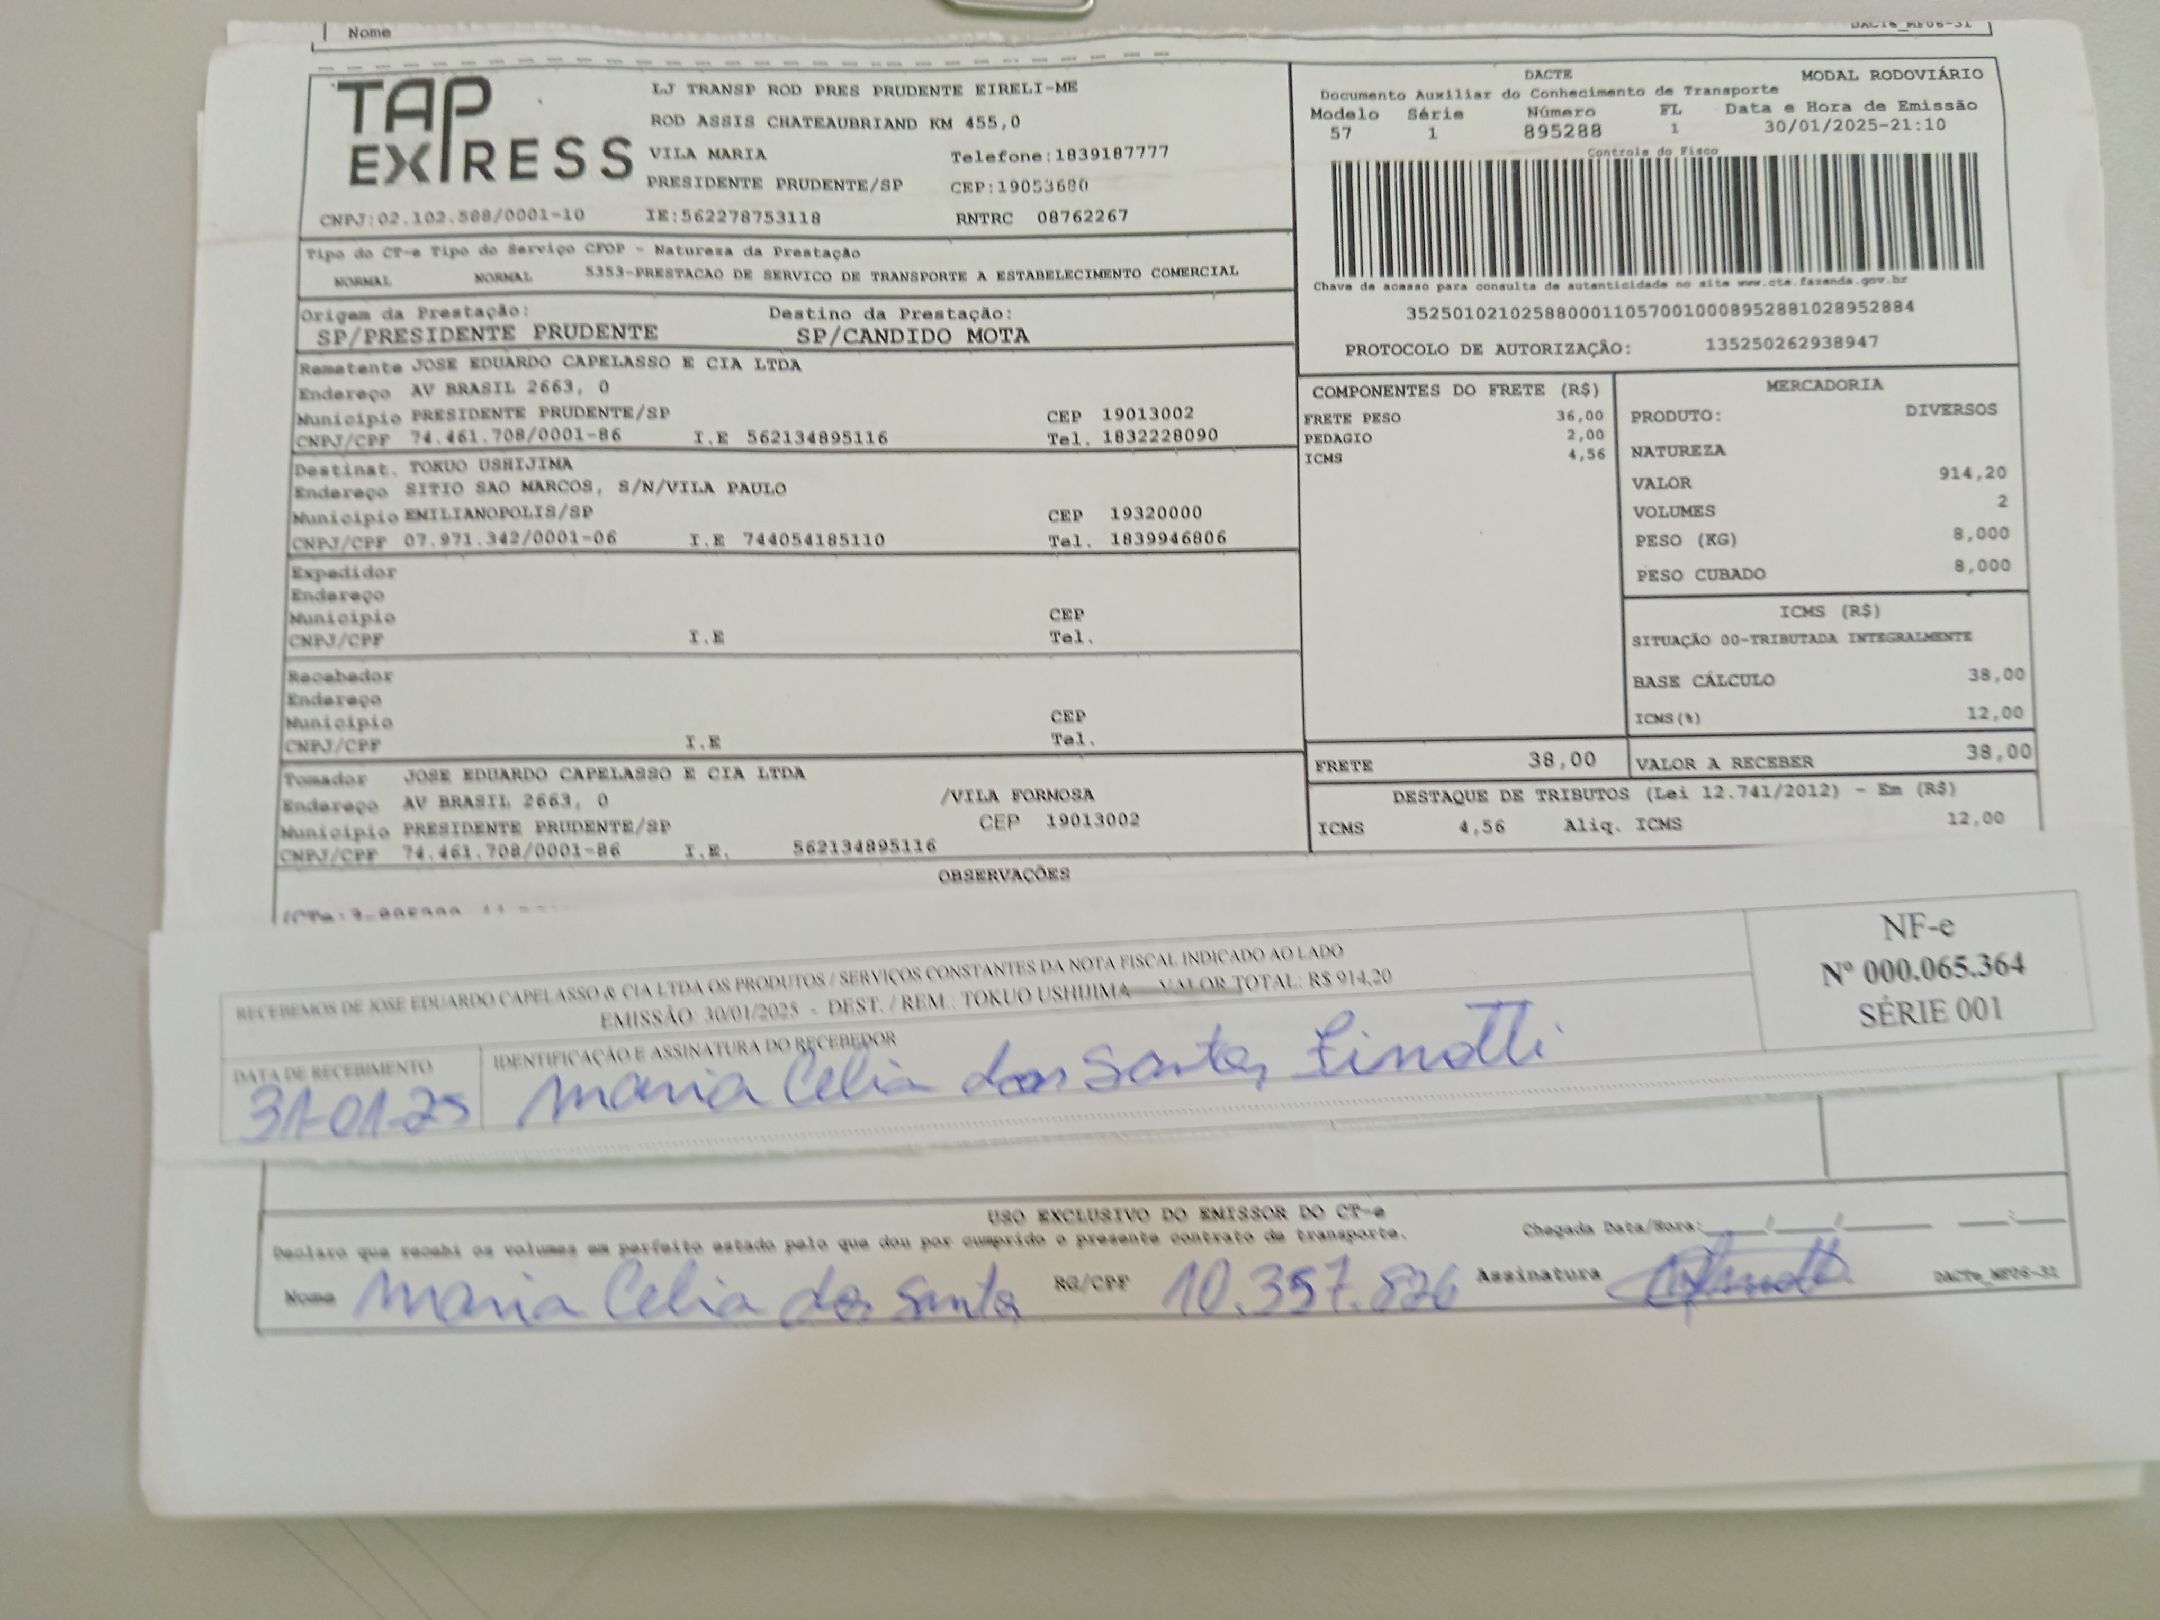 Nome
DACTe_MF06-31
TAP EXPRESS
LJ TRANSP ROD PRES PRUDENTE EIRELI-ME
ROD ASSIS CHATEAUBRIAND KM 455,0
VILA MARIA Telefone:1839187777
PRESIDENTE PRUDENTE/SP CEP:19053680
CNPJ:02.102.588/0001-10 IE:562278753118 RNTRC 08762267
DACTE MODAL RODOVIÁRIO
Documento Auxiliar do Conhecimento de Transporte
Modelo Série Número FL Data e Hora de Emissão
57 1 895288 1 30/01/2025-21:10
Controle do Fisco
Chave de acesso para consulta de autenticidade no site www.cte.fazenda.gov.br
35250102102588000110570010008952881028952884
PROTOCOLO DE AUTORIZAÇÃO: 135250262938947
Tipo do CT-e Tipo do Serviço CFOP - Natureza da Prestação
NORMAL NORMAL 5353-PRESTACAO DE SERVICO DE TRANSPORTE A ESTABELECIMENTO COMERCIAL
Origem da Prestação: Destino da Prestação:
SP/PRESIDENTE PRUDENTE SP/CANDIDO MOTA
Remetente JOSE EDUARDO CAPELASSO E CIA LTDA
Endereço AV BRASIL 2663, 0
Município PRESIDENTE PRUDENTE/SP CEP 19013002
CNPJ/CPF 74.461.708/0001-86 I.E 562134895116 Tel. 1832228090
Destinat. TOKUO USHIJIMA
Endereço SITIO SAO MARCOS, S/N/VILA PAULO
Município EMILIANOPOLIS/SP CEP 19320000
CNPJ/CPF 07.971.342/0001-06 I.E 744054185110 Tel. 1839946806
Expedidor
Endereço
Município CEP
CNPJ/CPF I.E Tel.
Recebedor
Endereço
Município CEP
CNPJ/CPF I.E Tel.
Tomador JOSE EDUARDO CAPELASSO E CIA LTDA
Endereço AV BRASIL 2663, 0 /VILA FORMOSA
Município PRESIDENTE PRUDENTE/SP CEP 19013002
CNPJ/CPF 74.461.708/0001-86 I.E. 562134895116
COMPONENTES DO FRETE (R$)
FRETE PESO 36,00
PEDAGIO 2,00
ICMS 4,56
MERCADORIA
PRODUTO: DIVERSOS
NATUREZA
VALOR 914,20
VOLUMES 2
PESO (KG) 8,000
PESO CUBADO 8,000
ICMS (R$)
SITUAÇÃO 00-TRIBUTADA INTEGRALMENTE
BASE CÁLCULO 38,00
ICMS(%) 12,00
FRETE 38,00 VALOR A RECEBER 38,00
DESTAQUE DE TRIBUTOS (Lei 12.741/2012) - Em (R$)
ICMS 4,56 Aliq. ICMS 12,00
OBSERVAÇÕES
RECEBEMOS DE JOSE EDUARDO CAPELASSO & CIA LTDA OS PRODUTOS / SERVIÇOS CONSTANTES DA NOTA FISCAL INDICADO AO LADO
EMISSÃO: 30/01/2025 - DEST. / REM.: TOKUO USHIJIMA VALOR TOTAL: R$ 914,20
NF-e
Nº 000.065.364
SÉRIE 001
DATA DE RECEBIMENTO IDENTIFICAÇÃO E ASSINATURA DO RECEBEDOR
31-01-25 Maria Celia dos Santos Finotti
USO EXCLUSIVO DO EMISSOR DO CT-e
Declaro que recebi os volumes em perfeito estado pelo que dou por cumprido o presente contrato de transporte. Chegada Data/Hora: / / :
Nome Maria Celia dos Santos RG/CPF 10.357.826 Assinatura
DACTe_MF06-31